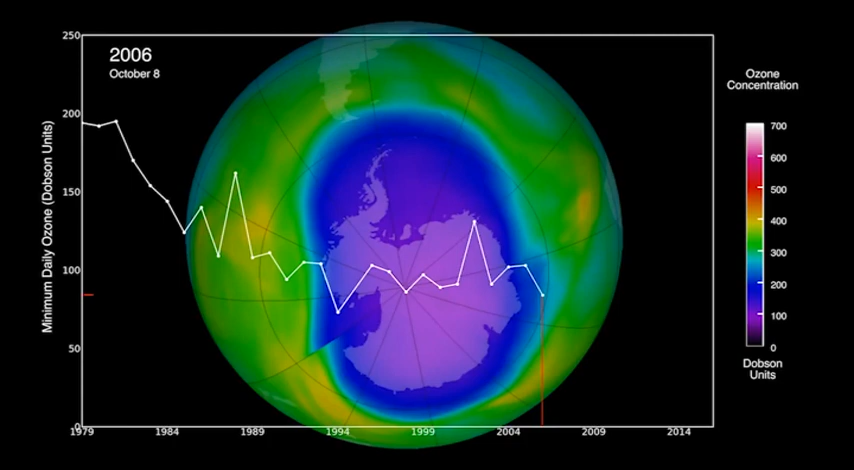 2006
October 8
Minimum Daily Ozone (Dobson Units)
250
200
150
100
50
0
1979 1984 1989 1994 1999 2004 2009 2014
Ozone
Concentration
700
600
500
400
300
200
100
0
Dobson
Units